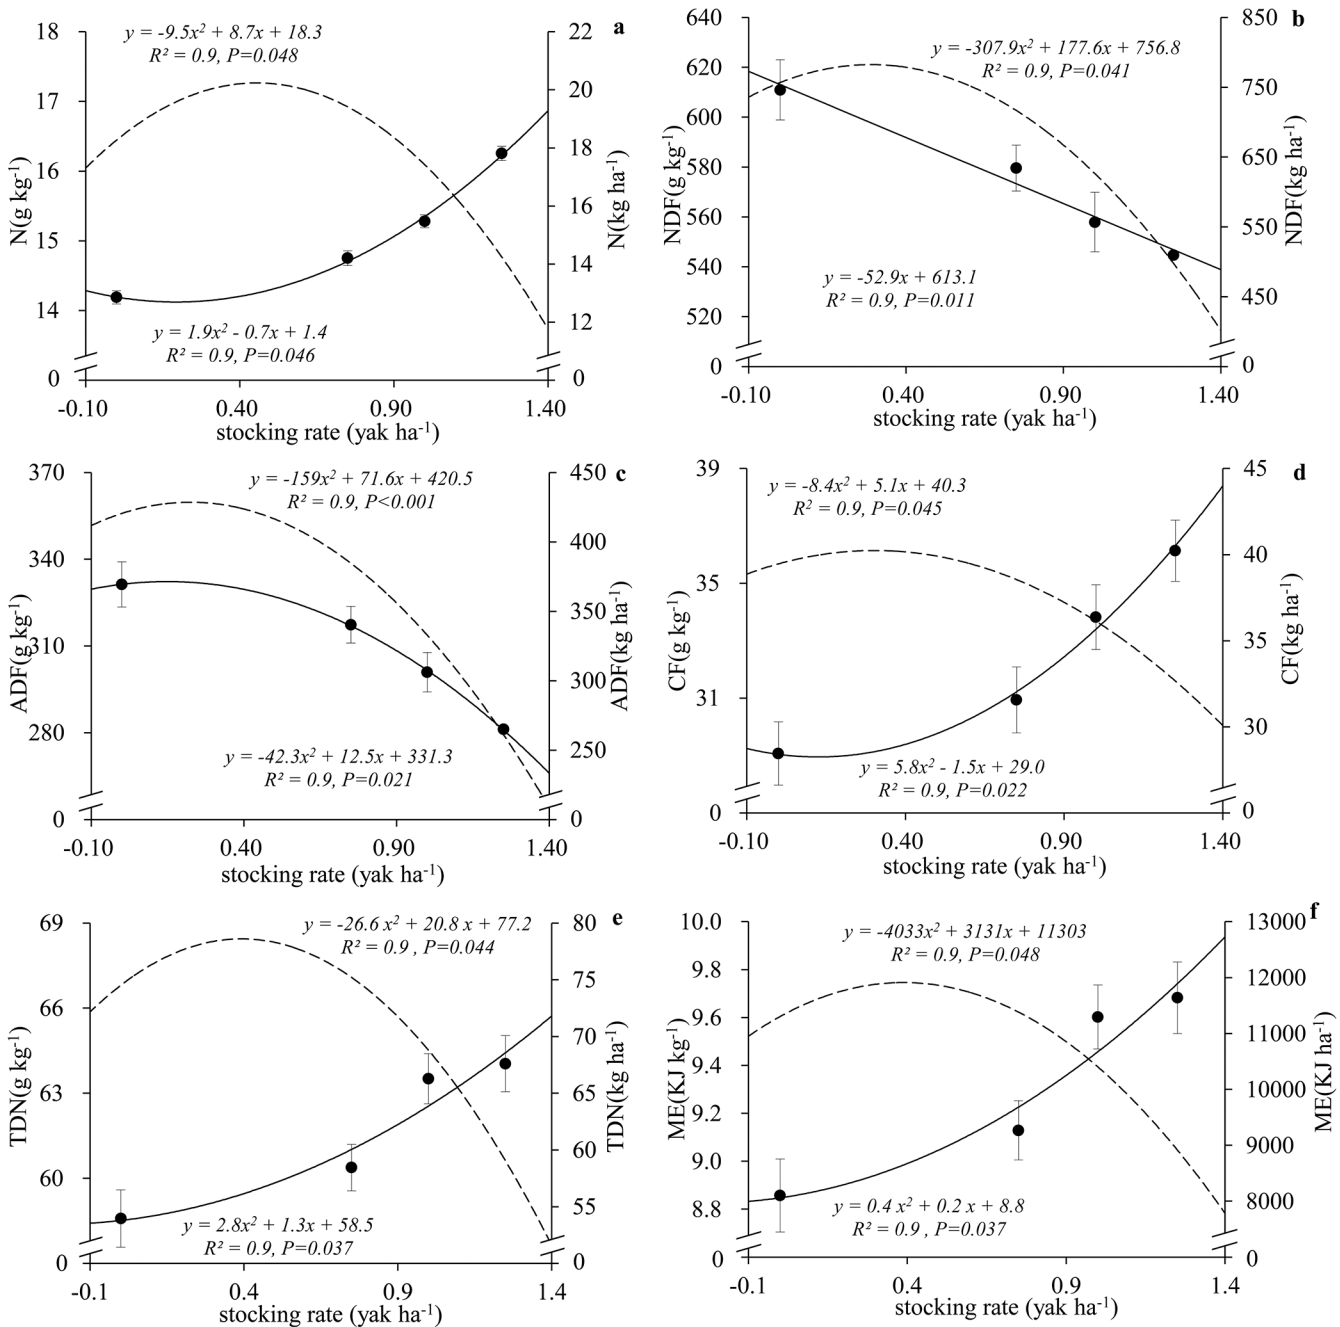 a
y = -9.5x² + 8.7x + 18.3
R² = 0.9, P=0.048
y = 1.9x² - 0.7x + 1.4
R² = 0.9, P=0.046
18
17
16
15
14
0
N(g kg⁻¹)
22
20
18
16
14
12
0
N(kg ha⁻¹)
-0.10 0.40 0.90 1.40
stocking rate (yak ha⁻¹)
b
y = -307.9x² + 177.6x + 756.8
R² = 0.9, P=0.041
y = -52.9x + 613.1
R² = 0.9, P=0.011
640
620
600
580
560
540
520
0
NDF(g kg⁻¹)
850
750
650
550
450
0
NDF(kg ha⁻¹)
-0.10 0.40 0.90 1.40
stocking rate (yak ha⁻¹)
c
y = -159x² + 71.6x + 420.5
R² = 0.9, P<0.001
y = -42.3x² + 12.5x + 331.3
R² = 0.9, P=0.021
370
340
310
280
0
ADF(g kg⁻¹)
450
400
350
300
250
0
ADF(kg ha⁻¹)
-0.10 0.40 0.90 1.40
stocking rate (yak ha⁻¹)
d
y = -8.4x² + 5.1x + 40.3
R² = 0.9, P=0.045
y = 5.8x² - 1.5x + 29.0
R² = 0.9, P=0.022
39
35
31
0
CF(g kg⁻¹)
45
40
35
30
0
CF(kg ha⁻¹)
-0.10 0.40 0.90 1.40
stocking rate (yak ha⁻¹)
e
y = -26.6 x² + 20.8 x + 77.2
R² = 0.9 , P=0.044
y = 2.8x² + 1.3x + 58.5
R² = 0.9, P=0.037
69
66
63
60
0
TDN(g kg⁻¹)
80
75
70
65
60
55
0
TDN(kg ha⁻¹)
-0.1 0.4 0.9 1.4
stocking rate (yak ha⁻¹)
f
y = -4033x² + 3131x + 11303
R² = 0.9, P=0.048
y = 0.4 x² + 0.2 x + 8.8
R² = 0.9 , P=0.037
10.0
9.8
9.6
9.4
9.2
9.0
8.8
0
ME(KJ kg⁻¹)
13000
12000
11000
10000
9000
8000
0
ME(KJ ha⁻¹)
-0.1 0.4 0.9 1.4
stocking rate (yak ha⁻¹)